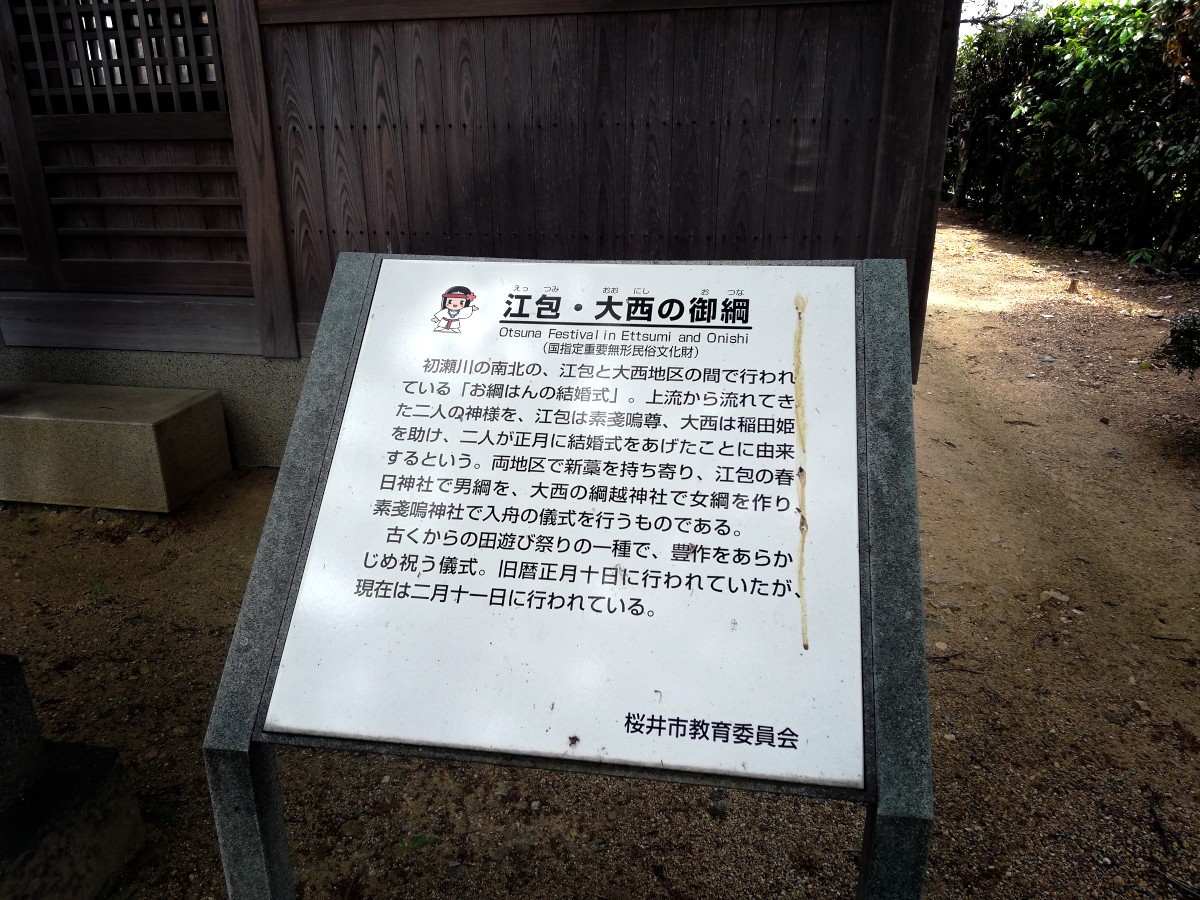 えっ つみ おお にし お つな
江包・大西の御綱
Otsuna Festival in Ettsumi and Onishi
(国指定重要無形民俗文化財)
初瀬川の南北の、江包と大西地区の間で行われ
ている「お綱はんの結婚式」。上流から流れてき
た二人の神様を、江包は素戔嗚尊、大西は稲田姫
を助け、二人が正月に結婚式をあげたことに由来
するという。両地区で新藁を持ち寄り、江包の春
日神社で男綱を、大西の綱越神社で女綱を作り、
素戔嗚神社で入舟の儀式を行うものである。
古くからの田遊び祭りの一種で、豊作をあらか
じめ祝う儀式。旧暦正月十日に行われていたが、
現在は二月十一日に行われている。
桜井市教育委員会